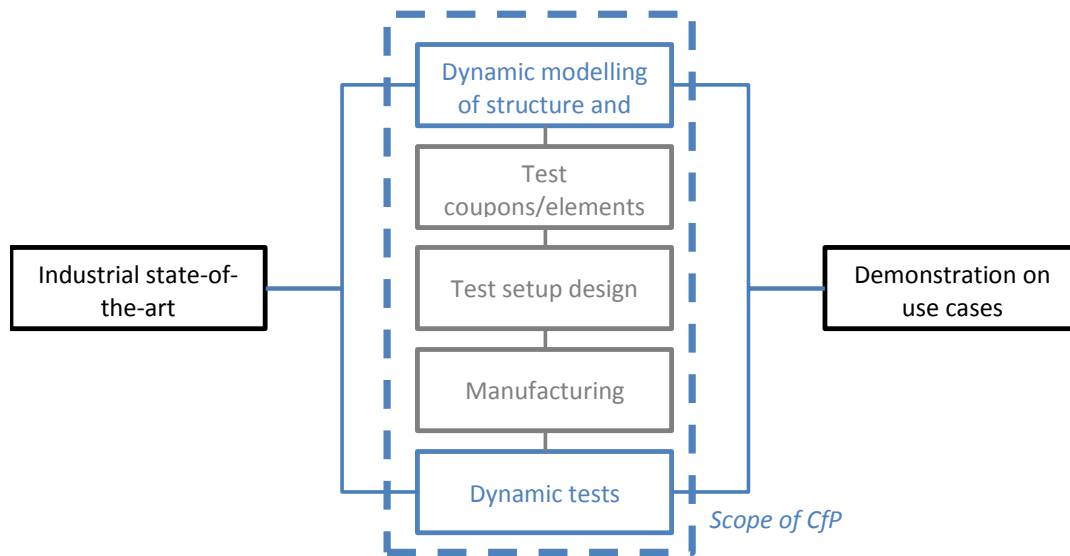 Dynamic modelling
of structure and
Test
coupons/elements
Industrial state-of-
the-art
Test setup design
Demonstration on
use cases
Manufacturing
Dynamic tests
Scope of CfP